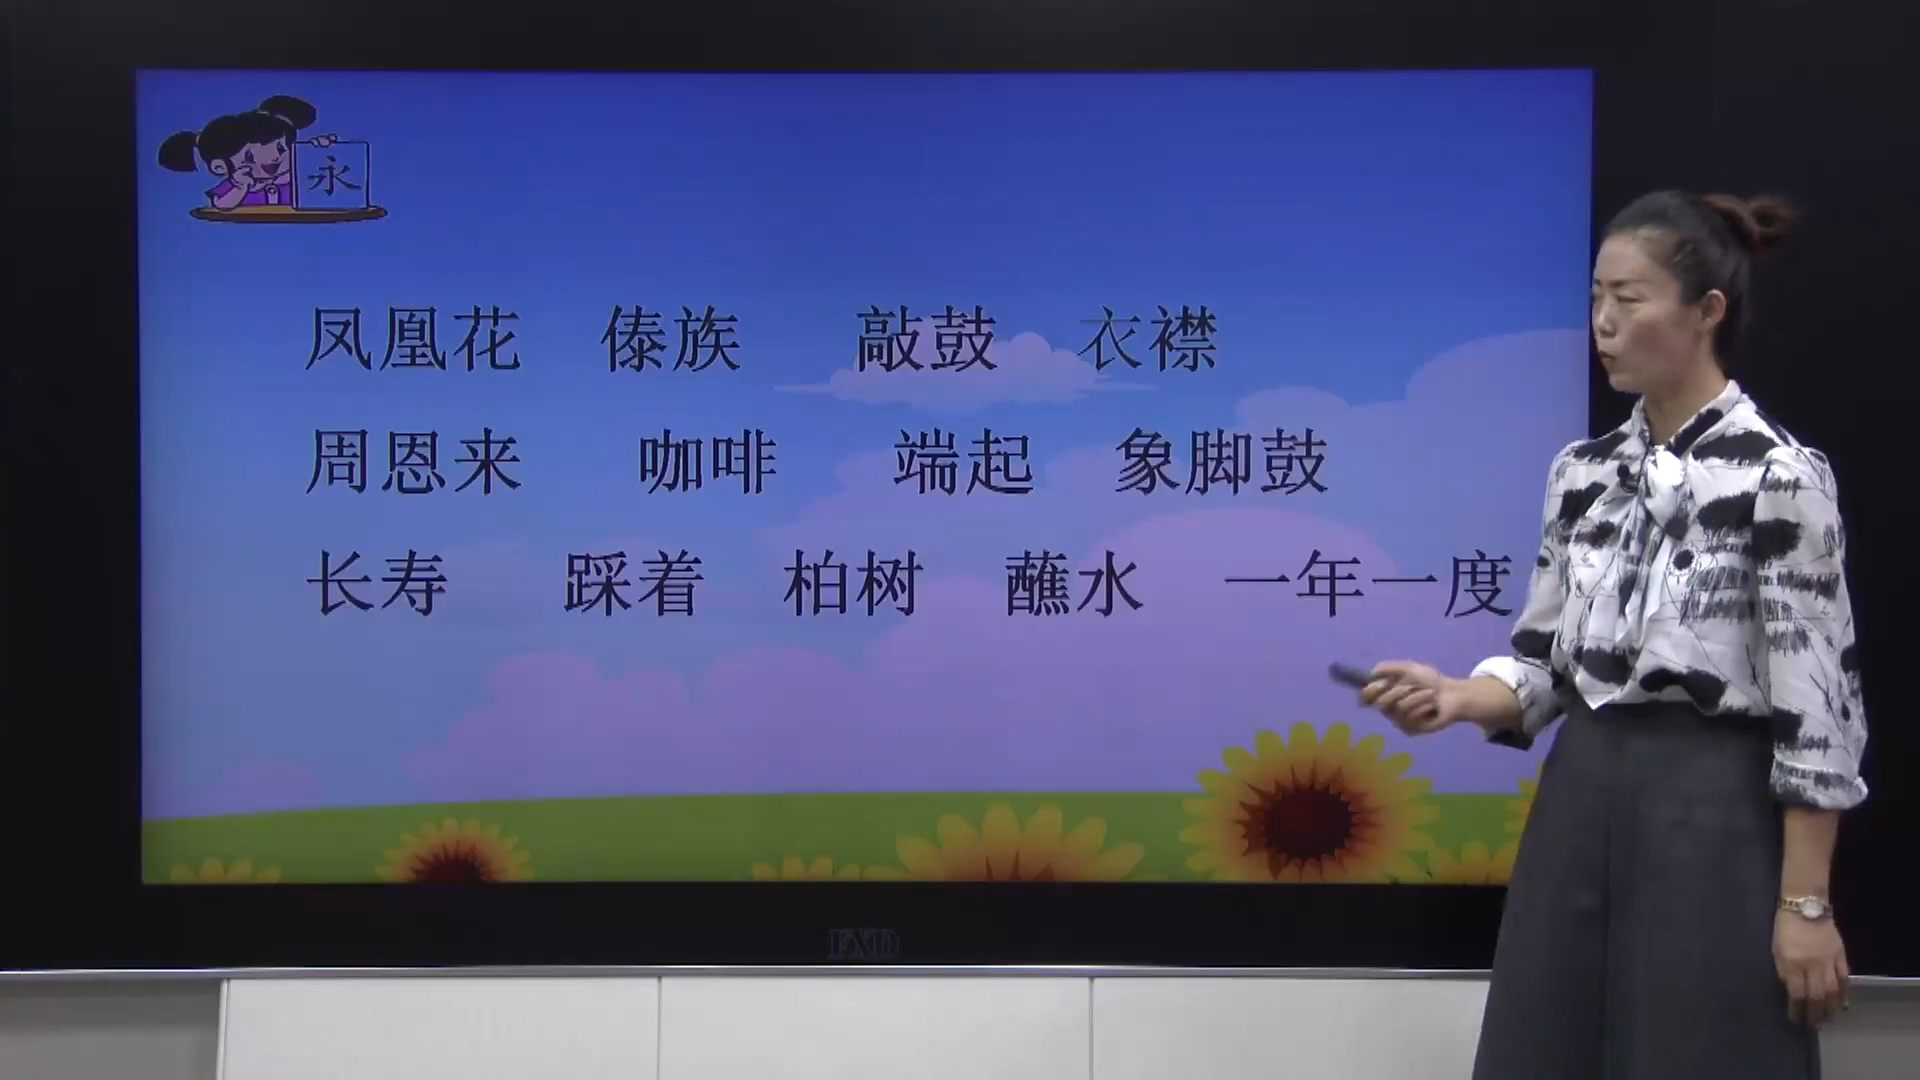 永
凤凰花 傣族 敲鼓 衣襟
周恩来 咖啡 端起 象脚鼓
长寿 踩着 柏树 蘸水 一年一度
EXD